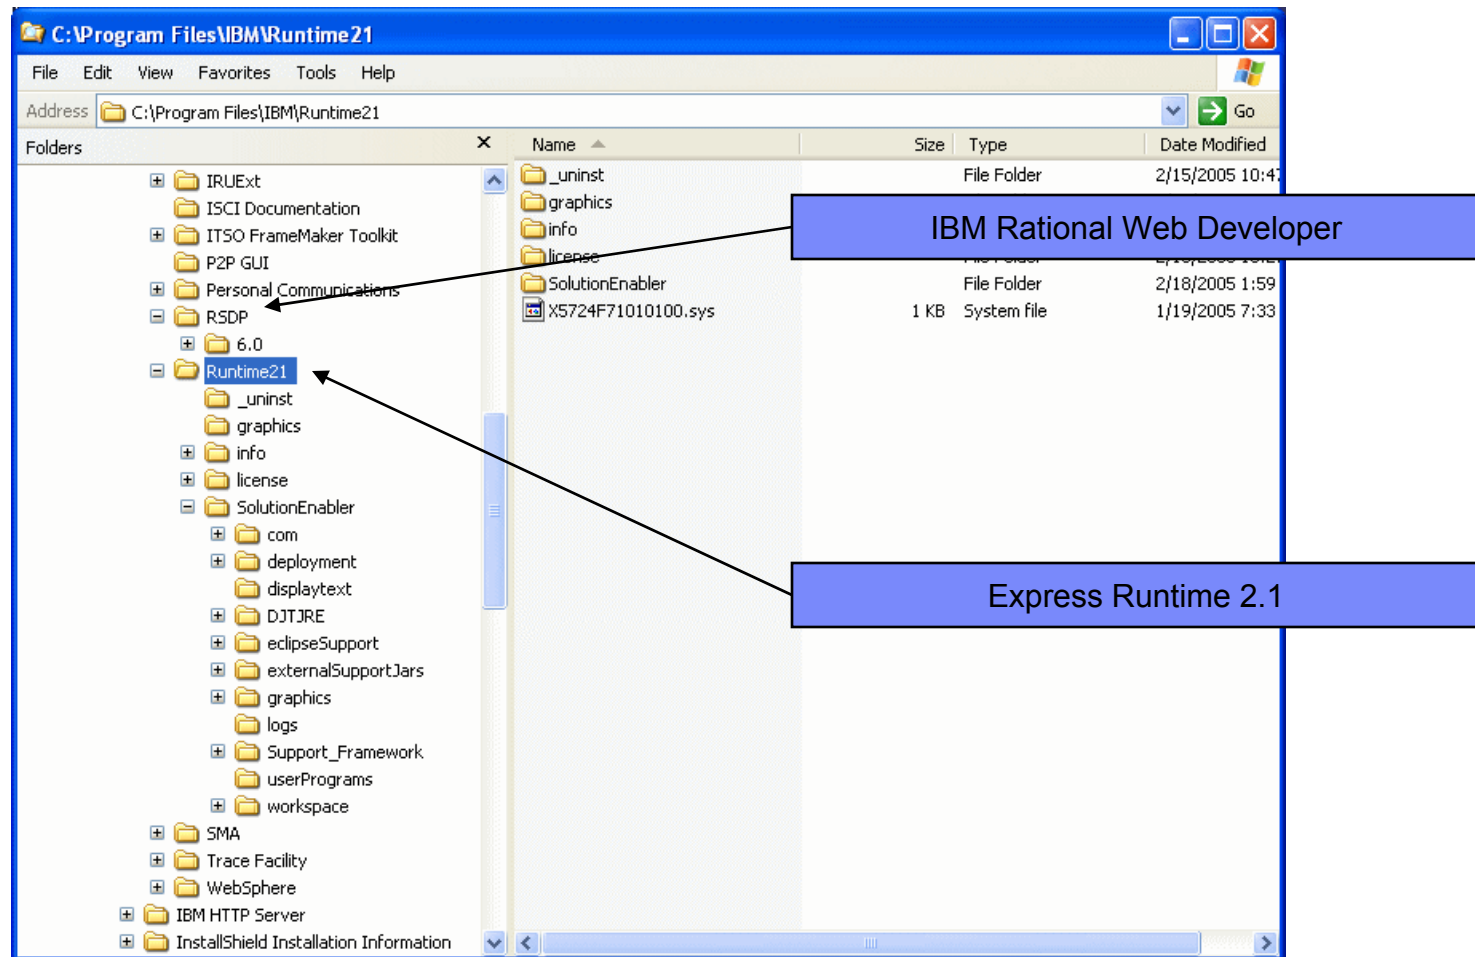 C:\Program Files\IBM\Runtime21
File Edit View Favorites Tools Help
Address C:\Program Files\IBM\Runtime21 Go
Folders
Name Size Type Date Modified
IRUExt
ISCI Documentation
ITSO FrameMaker Toolkit
P2P GUI
Personal Communications
RSDP
6.0
Runtime21
_uninst
graphics
info
license
SolutionEnabler
com
deployment
displaytext
DJTJRE
eclipseSupport
externalSupportJars
graphics
logs
Support_Framework
userPrograms
workspace
SMA
Trace Facility
WebSphere
IBM HTTP Server
InstallShield Installation Information
_uninst File Folder 2/15/2005 10:47
graphics
info
license
SolutionEnabler File Folder 2/18/2005 1:59
X5724F71010100.sys 1 KB System file 1/19/2005 7:33
IBM Rational Web Developer
Express Runtime 2.1